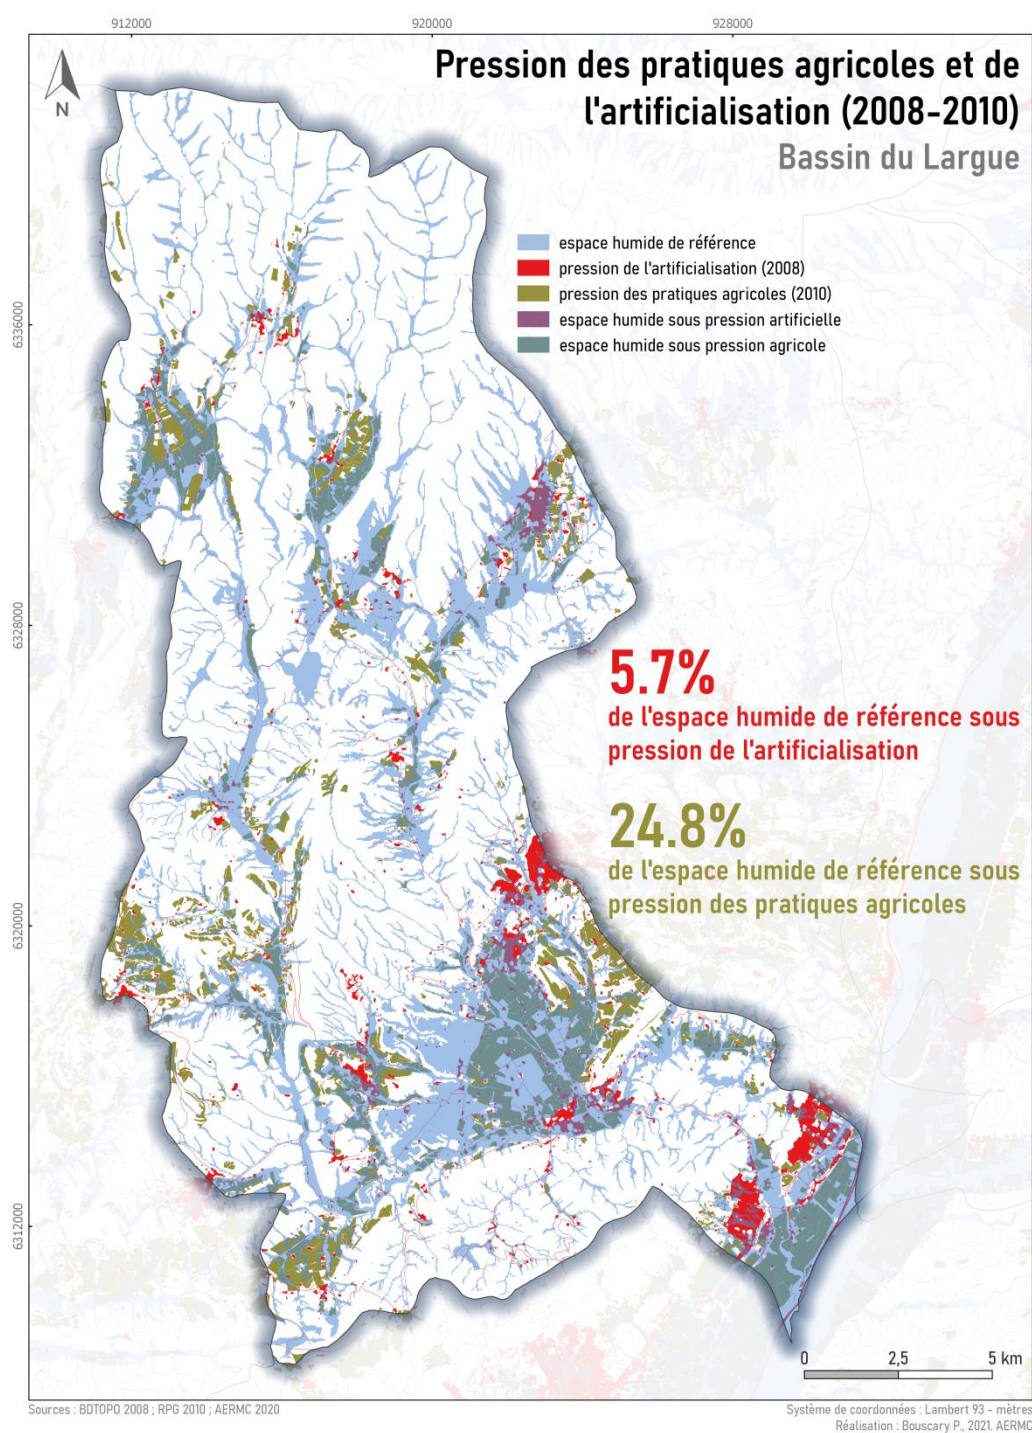 912000
920000
928000
Pression des pratiques agricoles et de
l'artificialisation (2008-2010)
Bassin du Largue
N
espace humide de référence
pression de l'artificialisation (2008)
pression des pratiques agricoles (2010)
espace humide sous pression artificielle
espace humide sous pression agricole
6336000
6328000
6320000
6312000
5.7%
de l'espace humide de référence sous
pression de l'artificialisation
24.8%
de l'espace humide de référence sous
pression des pratiques agricoles
0 2,5 5 km
Sources : BDTOPO 2008 ; RPG 2010 ; AERMC 2020
Système de coordonnées : Lambert 93 - mètres
Réalisation : Bouscary P., 2021. AERMC